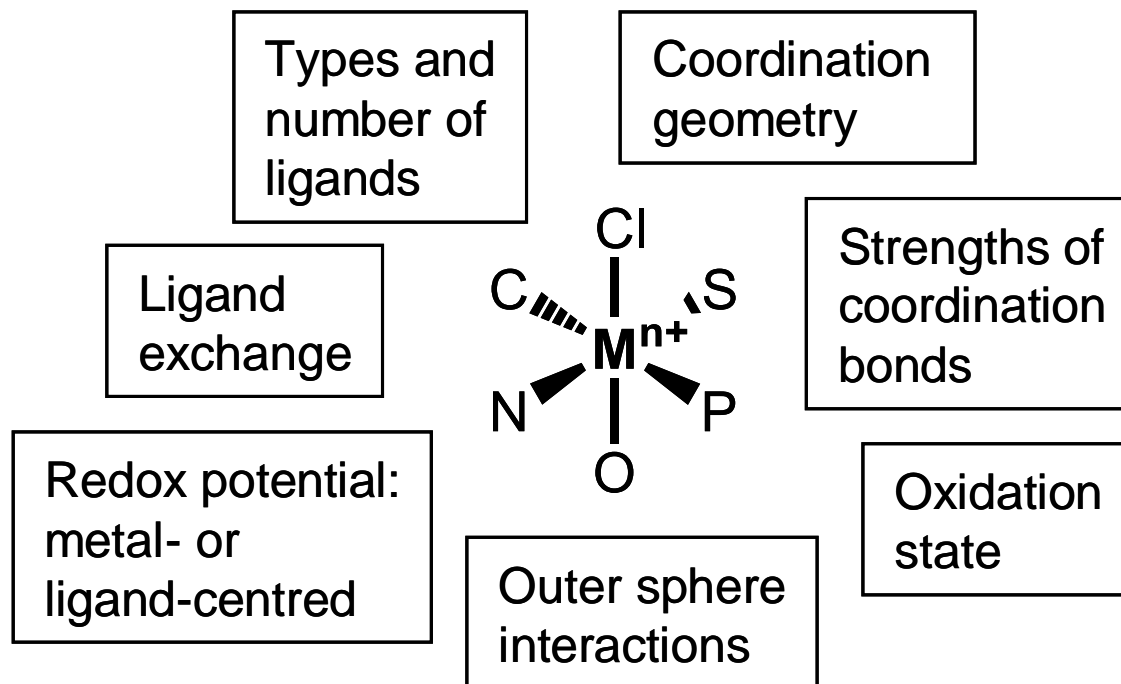 Types and
number of
ligands
Coordination
geometry
Ligand
exchange
Cl
C
S
M^n+
N
P
O
Strengths of
coordination
bonds
Redox potential:
metal- or
ligand-centred
Outer sphere
interactions
Oxidation
state